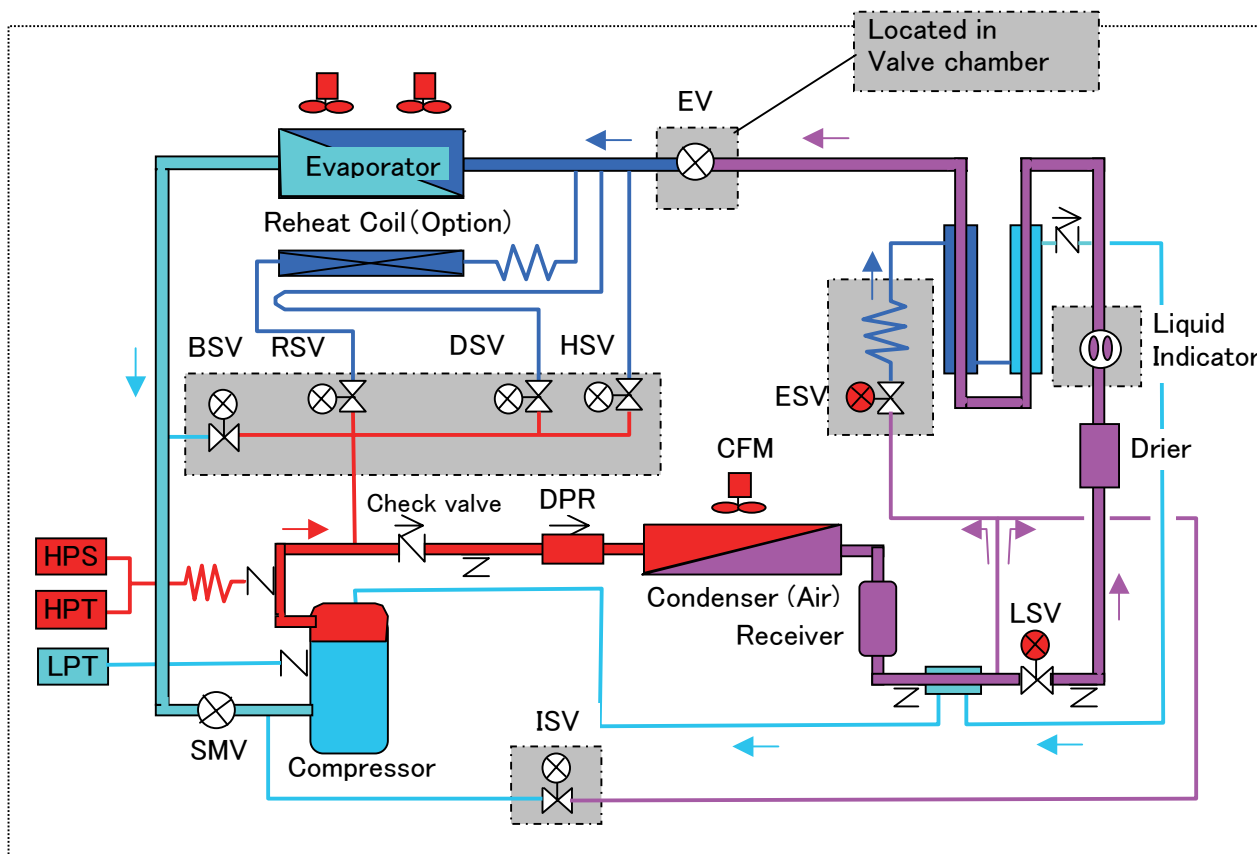 Located in
Valve chamber
EV
Evaporator
Reheat Coil(Option)
BSV
RSV
DSV
HSV
ESV
Liquid
Indicator
Drier
CFM
Check valve
DPR
HPS
HPT
LPT
Condenser (Air)
Receiver
LSV
SMV
Compressor
ISV